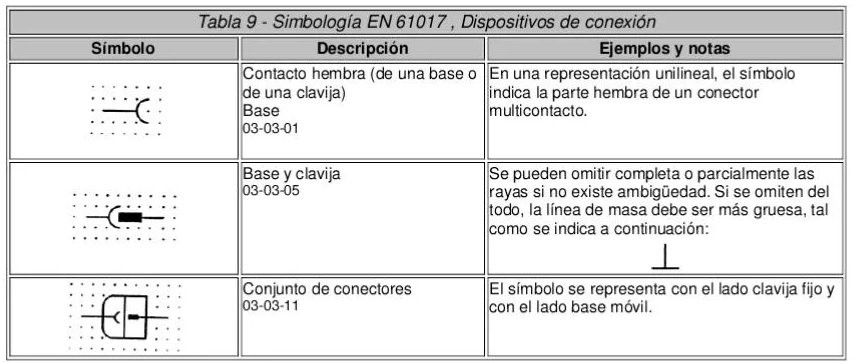 Tabla 9 - Simbología EN 61017 , Dispositivos de conexión
Símbolo
Descripción
Ejemplos y notas
Contacto hembra (de una base o
de una clavija)
Base
03-03-01
En una representación unilineal, el símbolo
indica la parte hembra de un conector
multicontacto.
Base y clavija
03-03-05
Se pueden omitir completa o parcialmente las
rayas si no existe ambigüedad. Si se omiten del
todo, la línea de masa debe ser más gruesa, tal
como se indica a continuación:
Conjunto de conectores
03-03-11
El símbolo se representa con el lado clavija fijo y
con el lado base móvil.